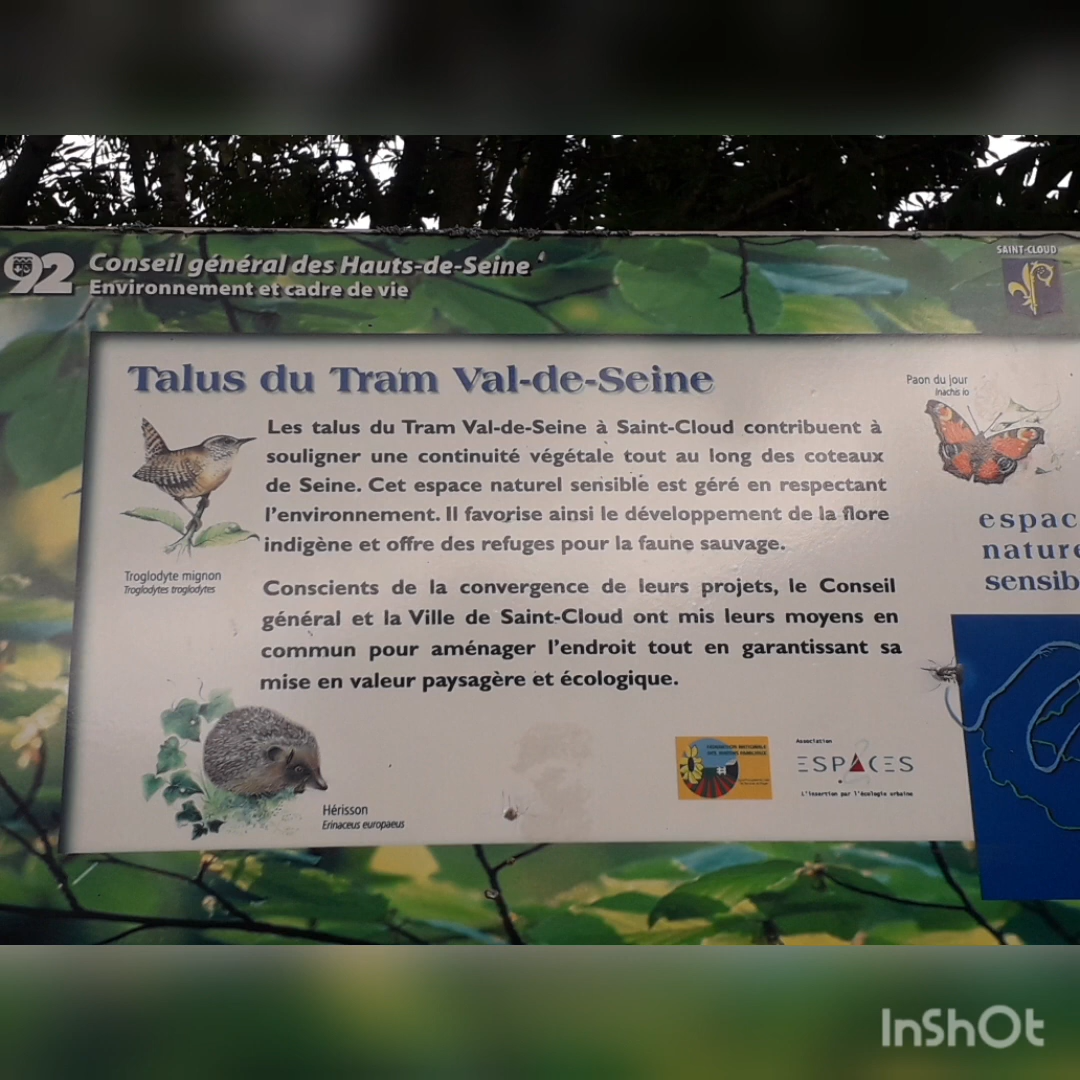 92
Conseil général des Hauts-de-Seine
Environnement et cadre de vie
SAINT-CLOUD
Talus du Tram Val-de-Seine
Les talus du Tram Val-de-Seine à Saint-Cloud contribuent à
souligner une continuité végétale tout au long des coteaux
de Seine. Cet espace naturel sensible est géré en respectant
l'environnement. Il favorise ainsi le développement de la flore
indigène et offre des refuges pour la faune sauvage.
Troglodyte mignon
Troglodytes troglodytes
Conscients de la convergence de leurs projets, le Conseil
général et la Ville de Saint-Cloud ont mis leurs moyens en
commun pour aménager l'endroit tout en garantissant sa
mise en valeur paysagère et écologique.
Hérisson
Erinaceus europaeus
Paon du jour
Inachis io
espac
nature
sensib
Association
ESPACES
L'insertion par l'écologie urbaine
InShOt